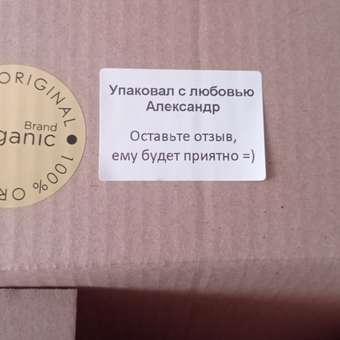 Упаковал с любовью
Александр
Оставьте отзыв,
ему будет приятно =)
ORIGINAL
Brand
ganic
100% OR